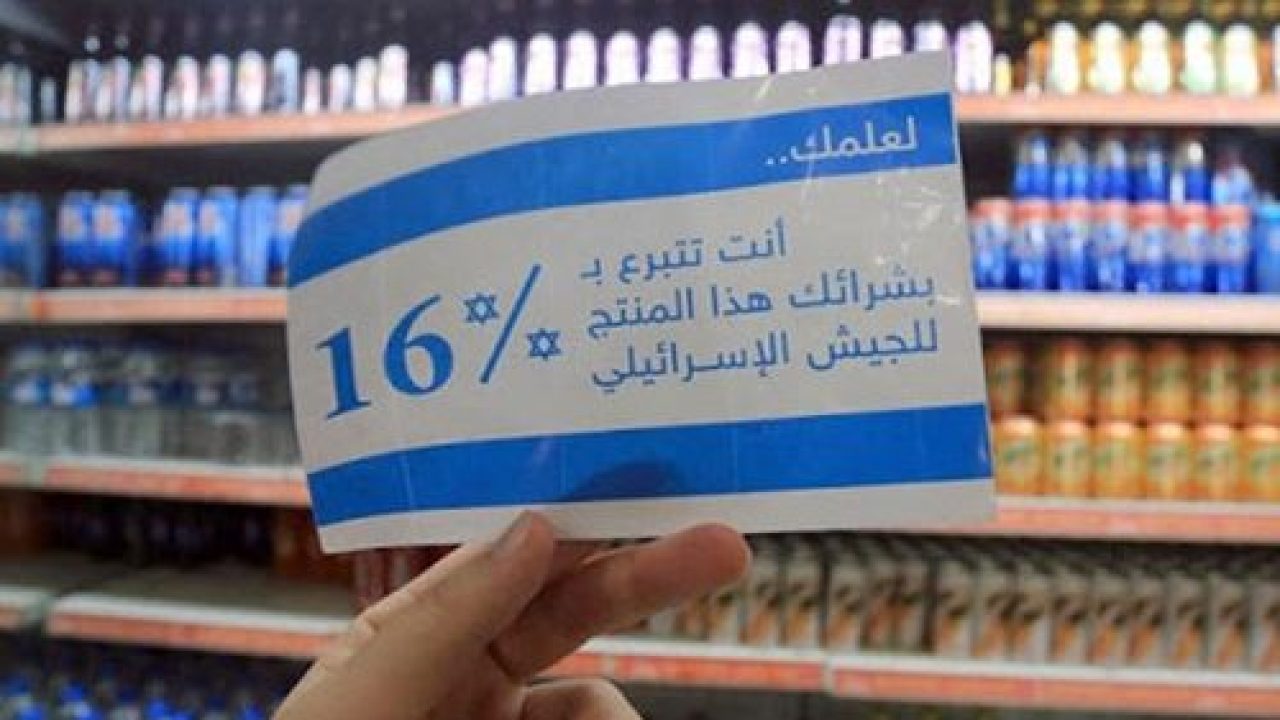 لعلمك..
أنت تتبرع بـ
بشرائك هذا المنتج
للجيش الإسرائيلي
16%